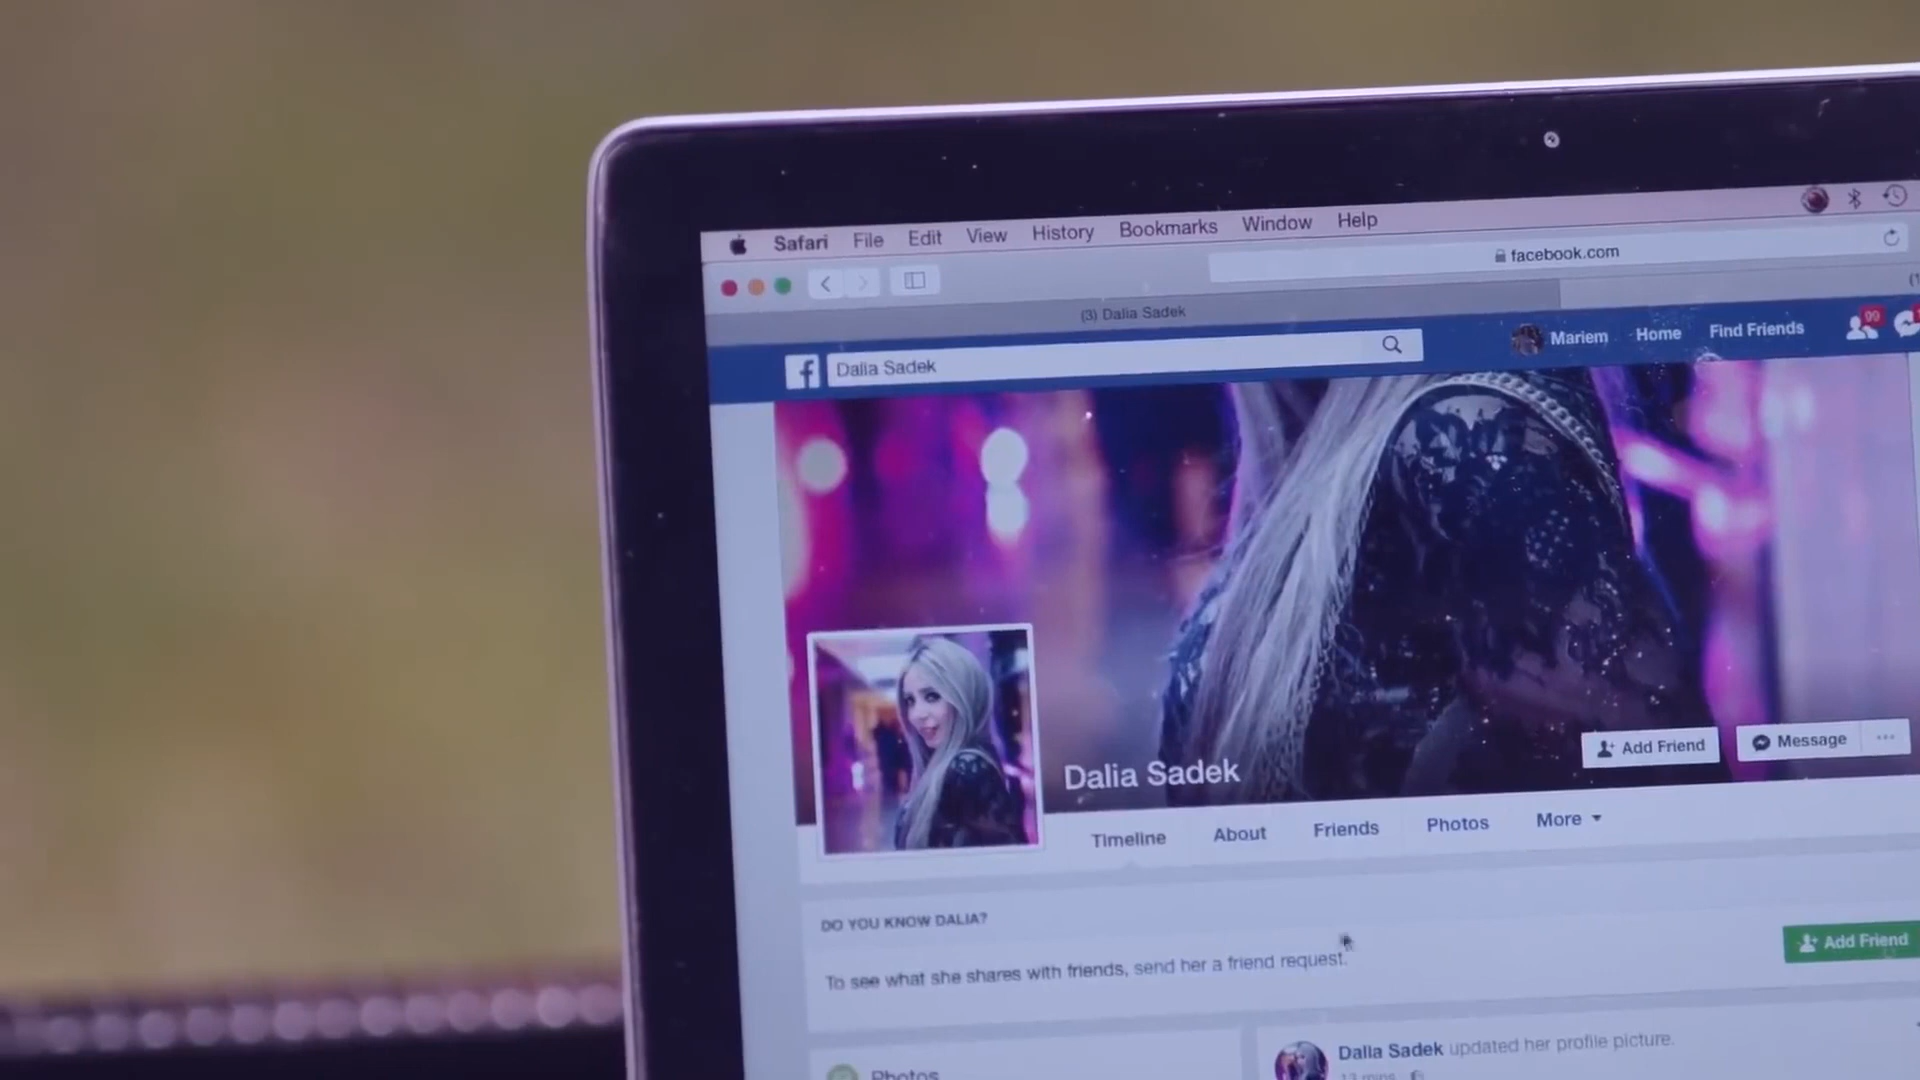 Safari File Edit View History Bookmarks Window Help
facebook.com
(3) Dalia Sadek
f Dalia Sadek Mariem Home Find Friends 99
Dalia Sadek Add Friend Message
Timeline About Friends Photos More
DO YOU KNOW DALIA?
To see what she shares with friends, send her a friend request.
Add Friend
Dalia Sadek updated her profile picture.
13 mins
Photos